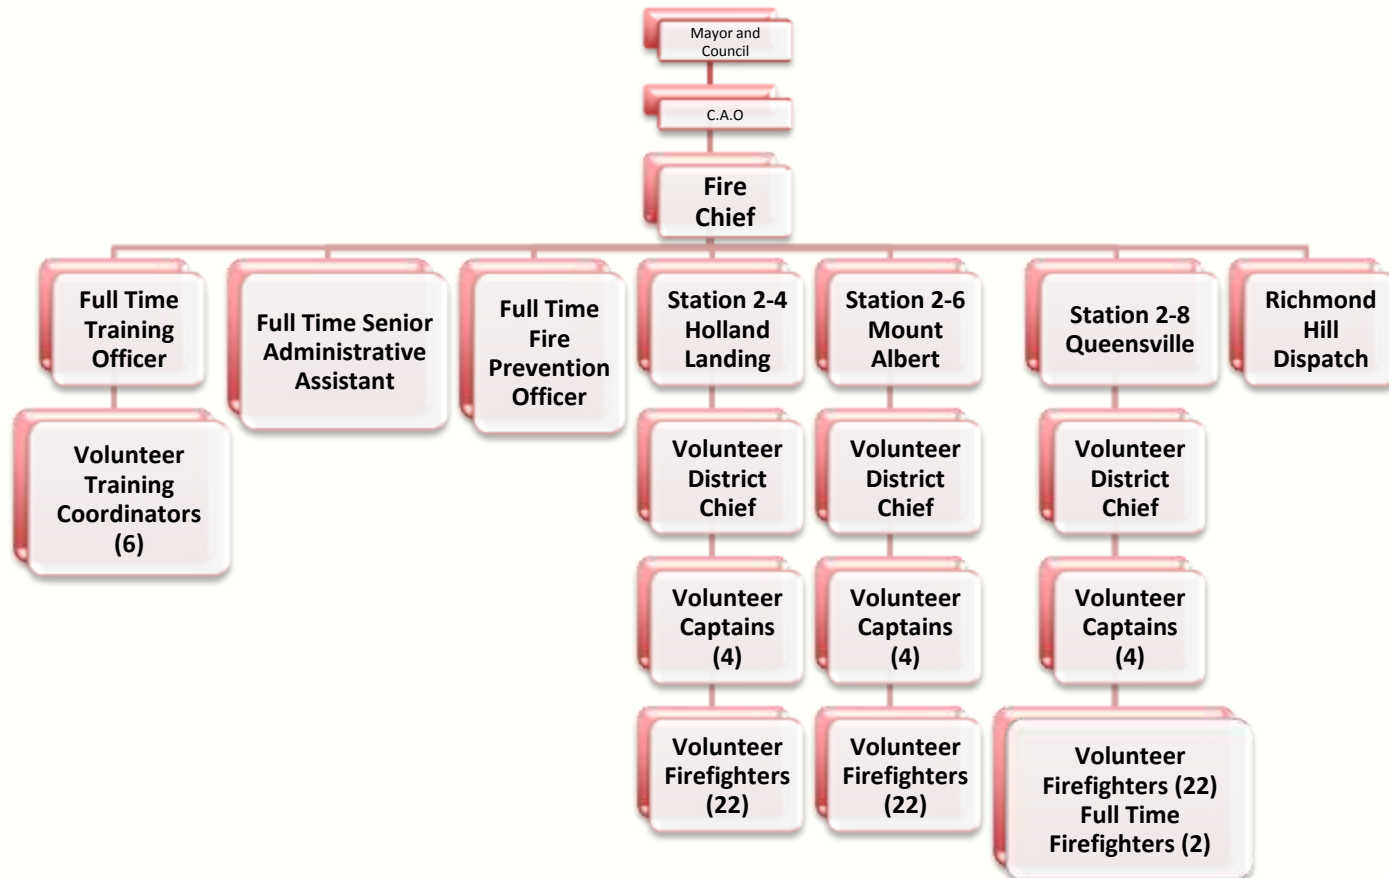 Mayor and
Council
C.A.O
Fire
Chief
Full Time
Training
Officer
Full Time Senior
Administrative
Assistant
Full Time
Fire
Prevention
Officer
Station 2-4
Holland
Landing
Station 2-6
Mount
Albert
Station 2-8
Queensville
Richmond
Hill
Dispatch
Volunteer
Training
Coordinators
(6)
Volunteer
District
Chief
Volunteer
District
Chief
Volunteer
District
Chief
Volunteer
Captains
(4)
Volunteer
Captains
(4)
Volunteer
Captains
(4)
Volunteer
Firefighters
(22)
Volunteer
Firefighters
(22)
Volunteer
Firefighters (22)
Full Time
Firefighters (2)